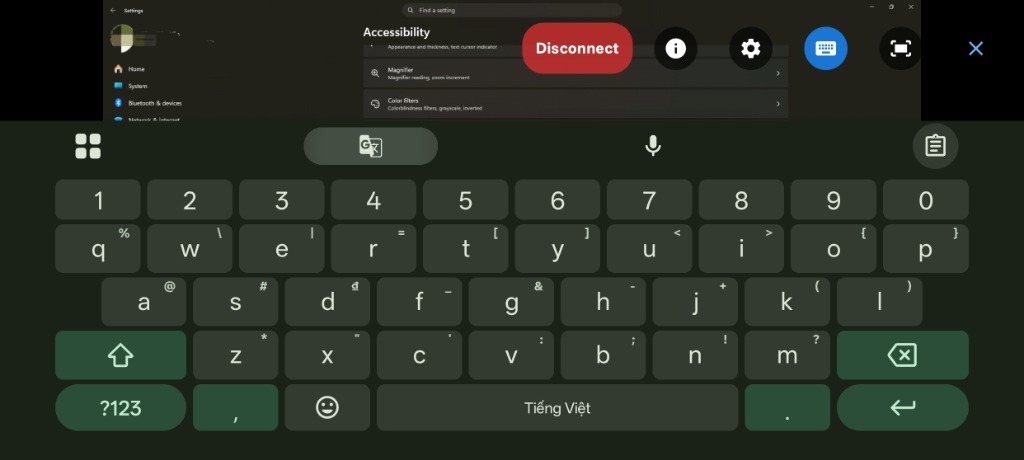 Settings
Find a setting
Accessibility
Disconnect
Appearance and thickness, text cursor indicator
Home
Magnifier
Magnifier reading, zoom increment
System
Bluetooth & devices
Color filters
Colorblindness filters, grayscale, inverted
Network & internet
1 2 3 4 5 6 7 8 9 0
q % w \ e | r = t [ y ] u < i > o { p }
a @ s # d ₫ f _ g & h - j + k ( l )
z * x " c ' v : b ; n ! m ?
?123 , Tiếng Việt .